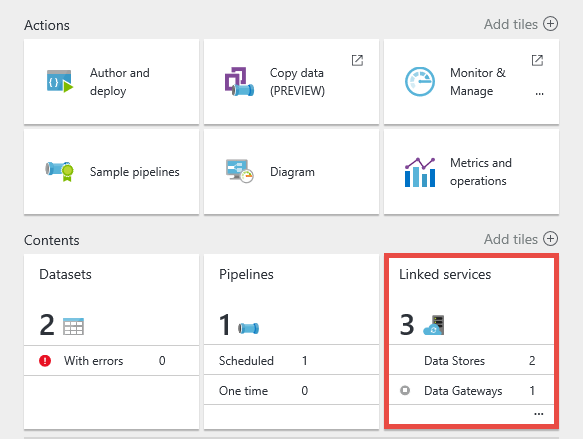 Actions
Add tiles
Author and
deploy
Copy data
(PREVIEW)
Monitor &
Manage
...
Sample pipelines
Diagram
Metrics and
operations
Contents
Add tiles
Datasets
2
With errors 0
Pipelines
1
Scheduled 1
One time 0
Linked services
3
Data Stores 2
Data Gateways 1
...